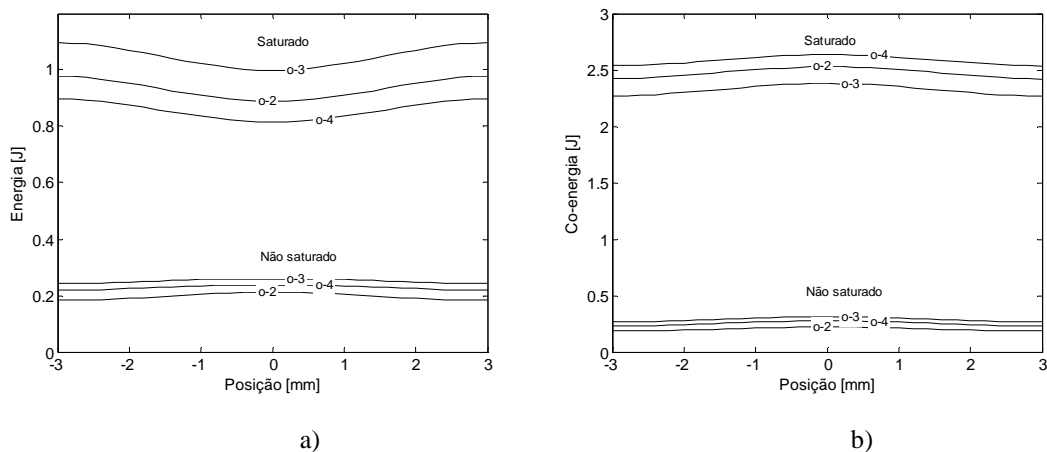 Saturado
o-3
o-2
o-4
Não saturado
o-3
o-4
o-2
1
0.8
0.6
0.4
0.2
0
-3 -2 -1 0 1 2 3
Energia [J]
Posição [mm]
a)
Saturado
o-4
o-2
o-3
Não saturado
o-3
o-4
o-2
3
2.5
2
1.5
1
0.5
0
-3 -2 -1 0 1 2 3
Co-energia [J]
Posição [mm]
b)